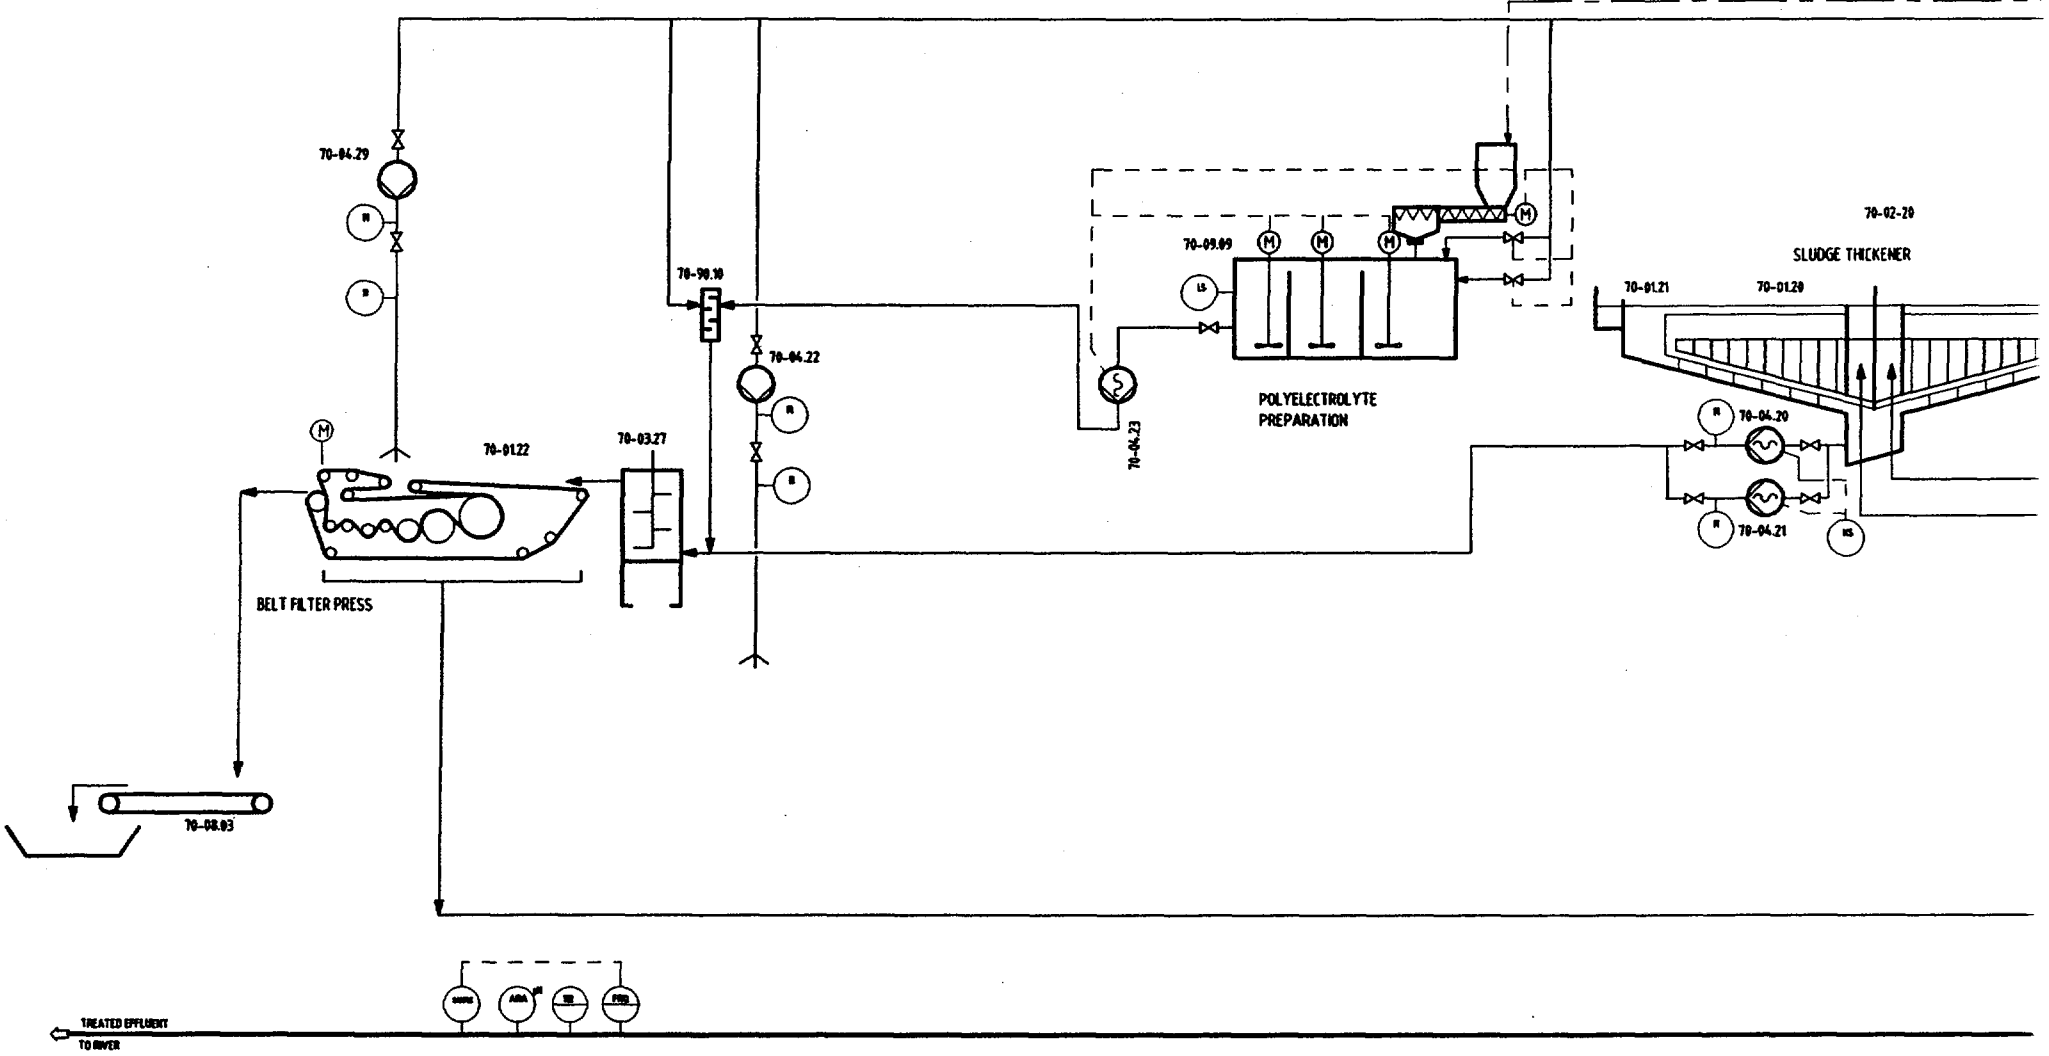 70-04.29
70-02-20
70-09.09
M
M
M
M
SLUDGE THICKENER
70-90.10
70-01.21
70-01.20
LS
70-04.22
POLYELECTROLYTE
PREPARATION
70-04.20
M
70-01.22
70-03.27
70-04.23
70-04.21
NS
BELT FILTER PRESS
70-08.03
TREATED EFFLUENT
TO RIVER